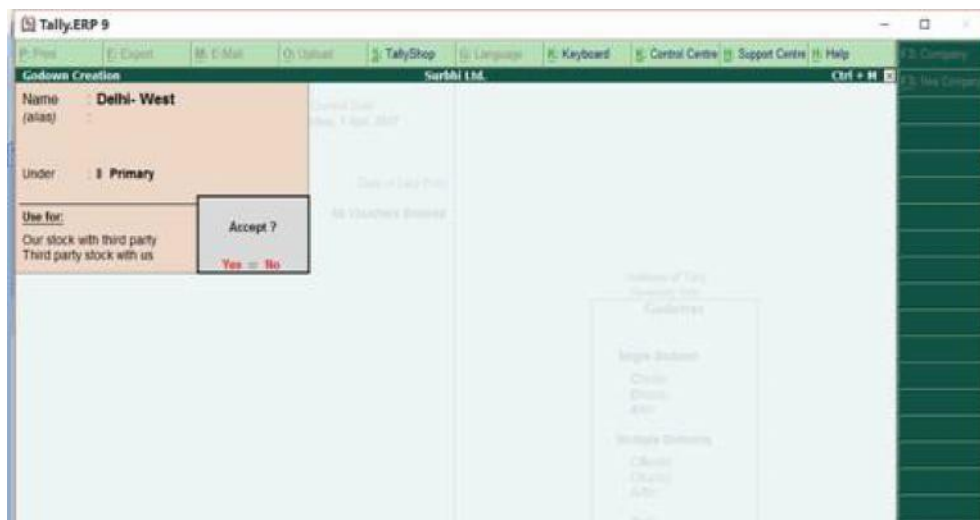 Tally.ERP 9
P: Print E: Export M: E-Mail O: Upload S: TallyShop G: Language K: Keyboard K: Control Centre H: Support Centre H: Help F3: Company
Godown Creation Surbhi Ltd. Ctrl + M
Name : Delhi- West
(alias) :
Under : Primary
Use for:
Our stock with third party
Third party stock with us
Accept ?
Yes or No
Godowns
Single Godown
Create
Display
Alter
Multiple Godowns
Create
Display
Alter